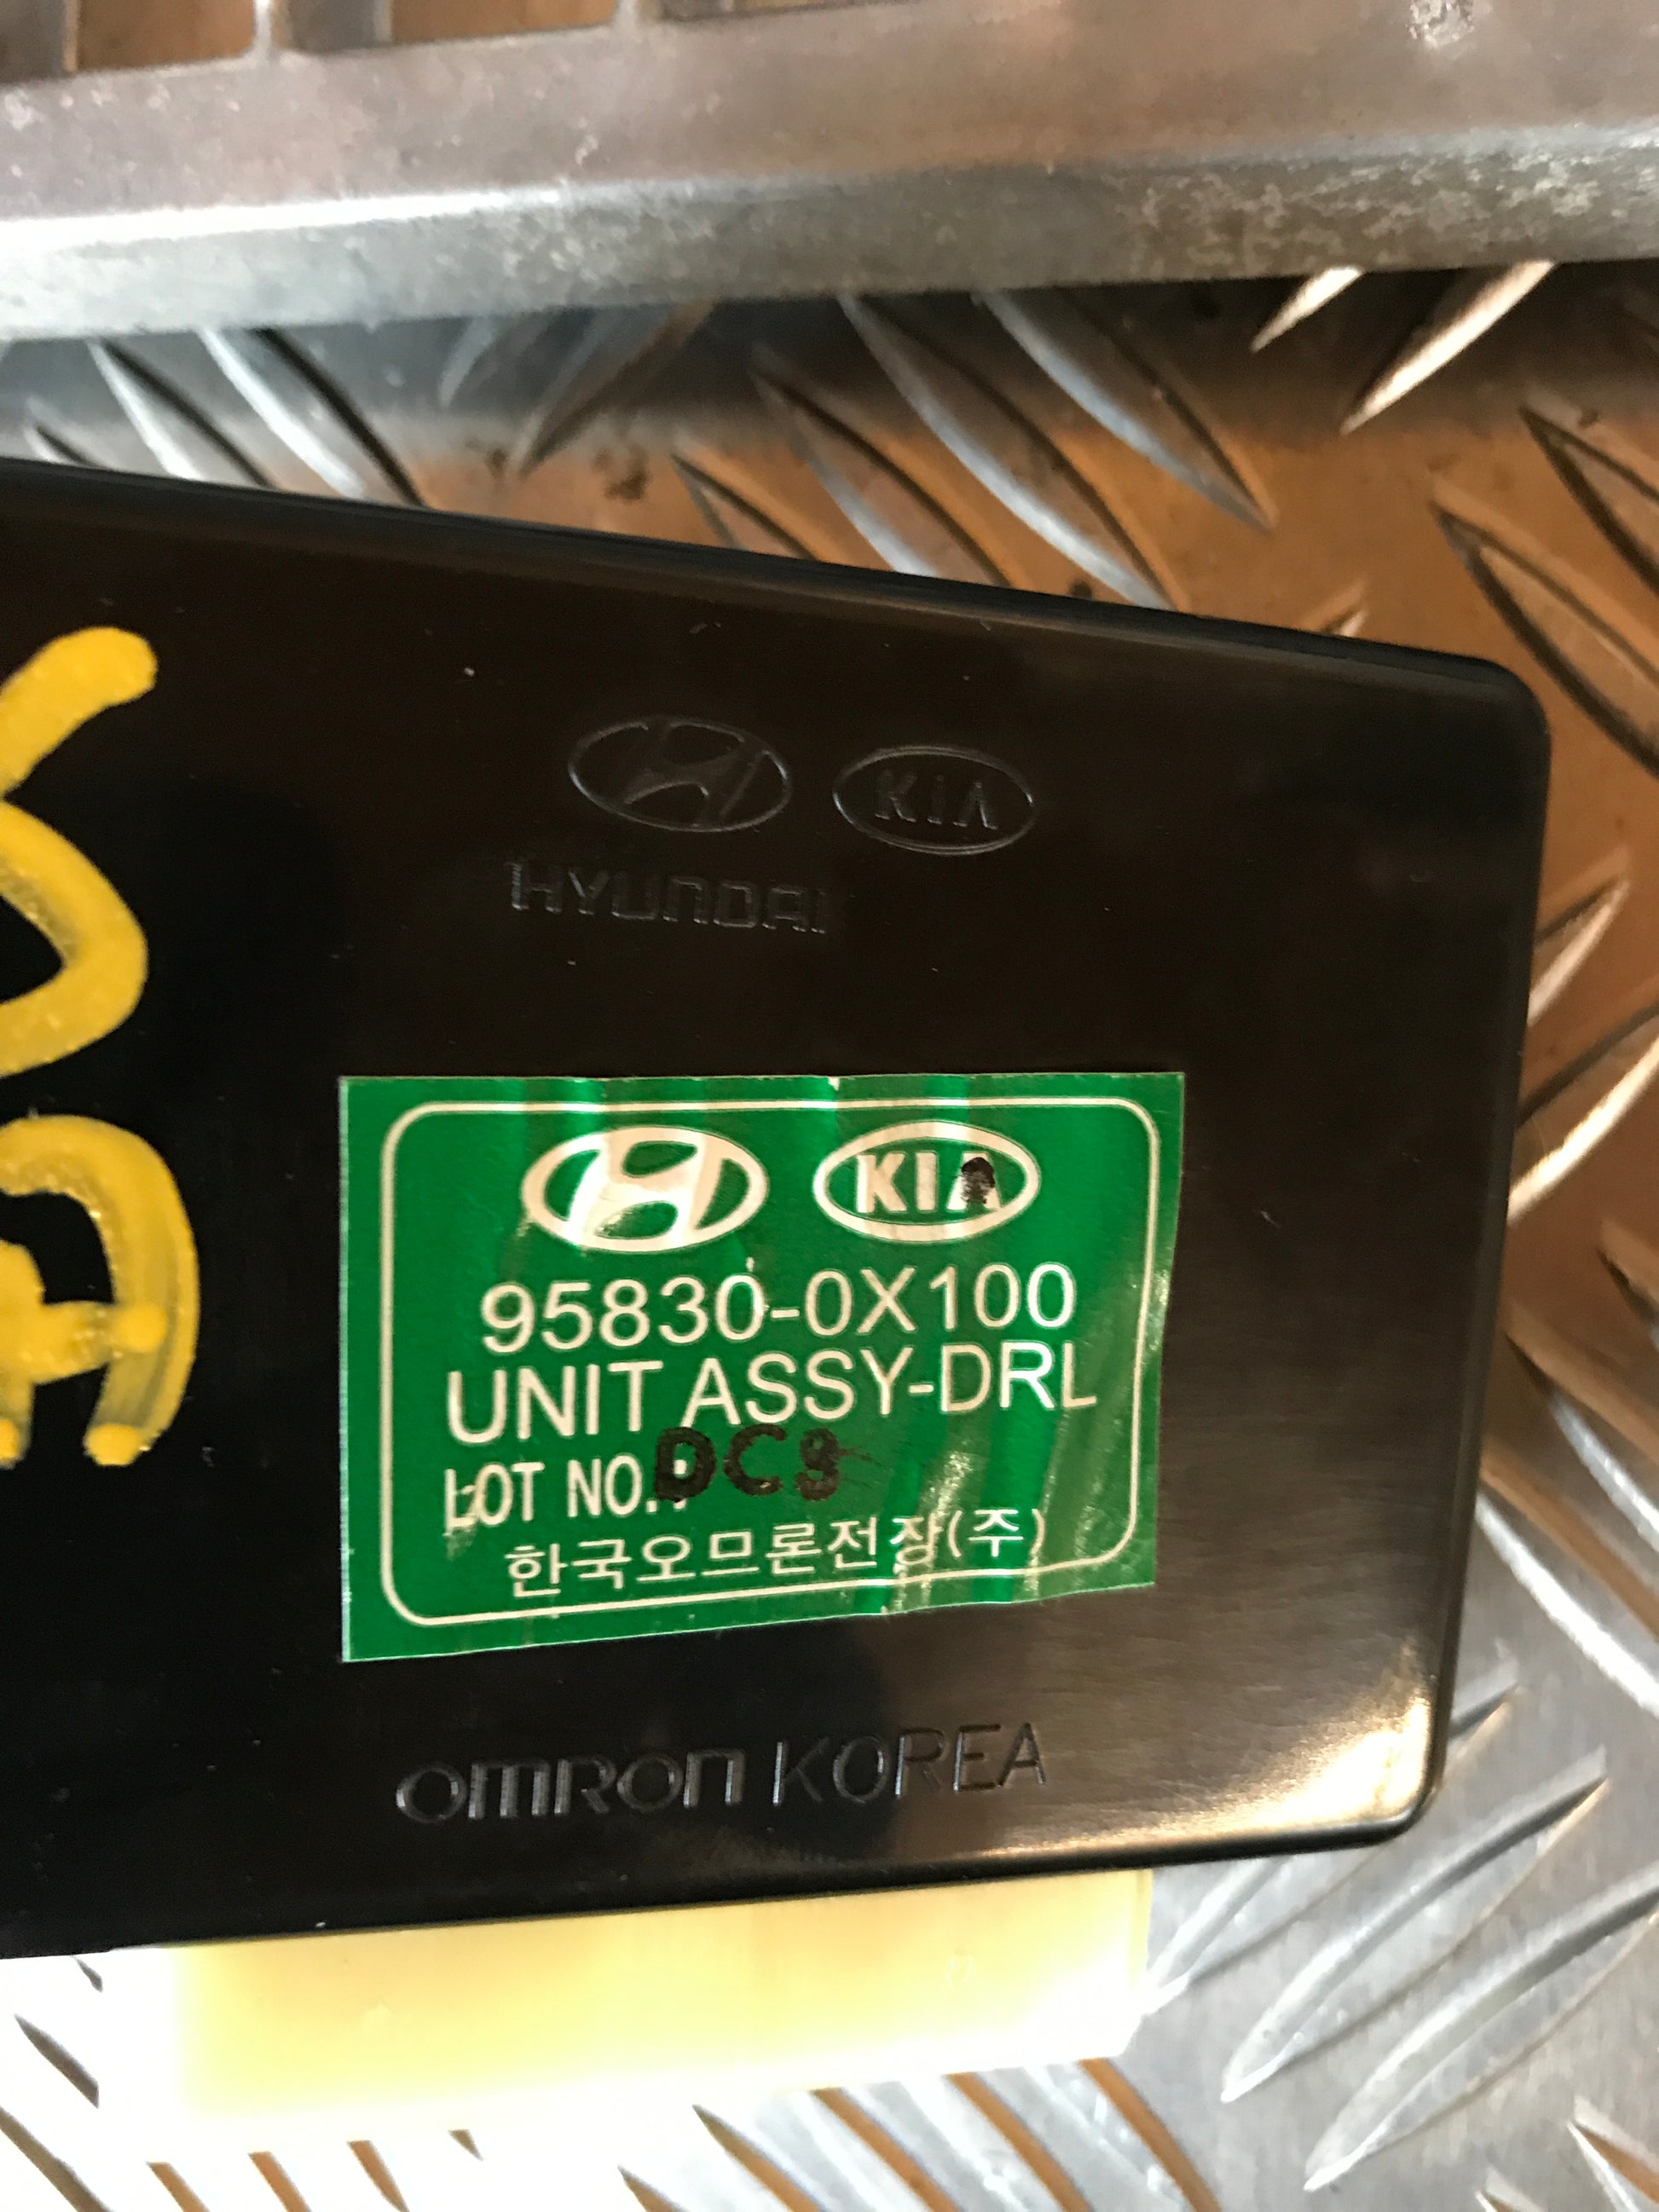 KIA
HYUNDAI
KIA
95830-0X100
UNIT ASSY-DRL
LOT NO. DC8
한국오므론전장(주)
OMRON KOREA